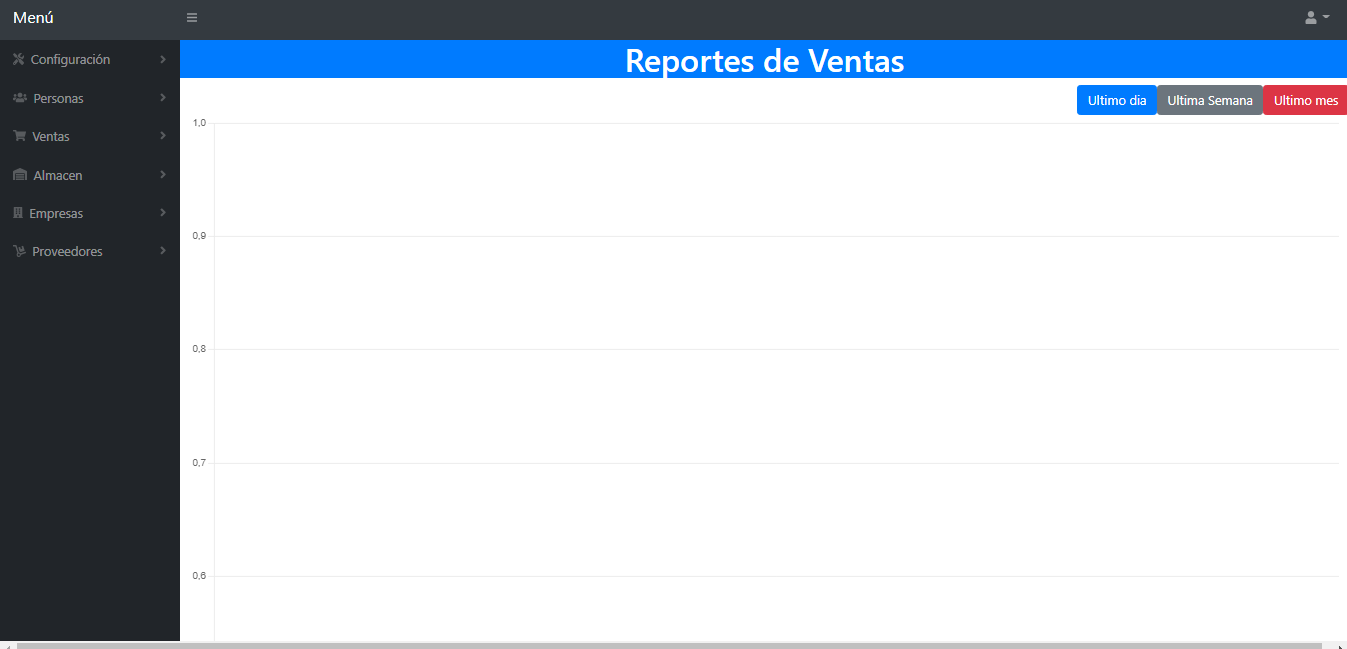 Menú
Configuración
Personas
Ventas
Almacen
Empresas
Proveedores
Reportes de Ventas
Ultimo dia Ultima Semana Ultimo mes
1,0
0,9
0,8
0,7
0,6